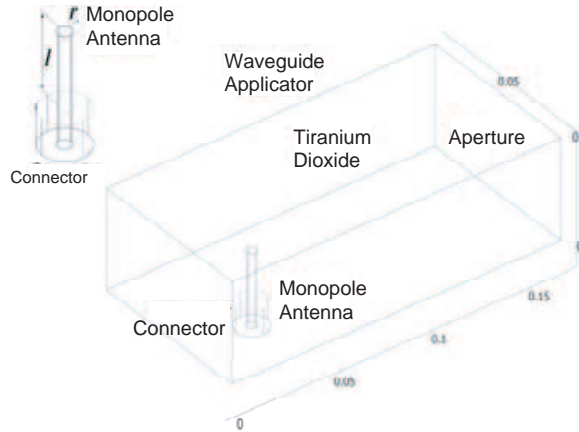 r
Monopole
Antenna
l
Connector
Waveguide
Applicator
Tiranium
Dioxide
Aperture
0.05
Monopole
Antenna
Connector
0.15
0.1
0.05
0